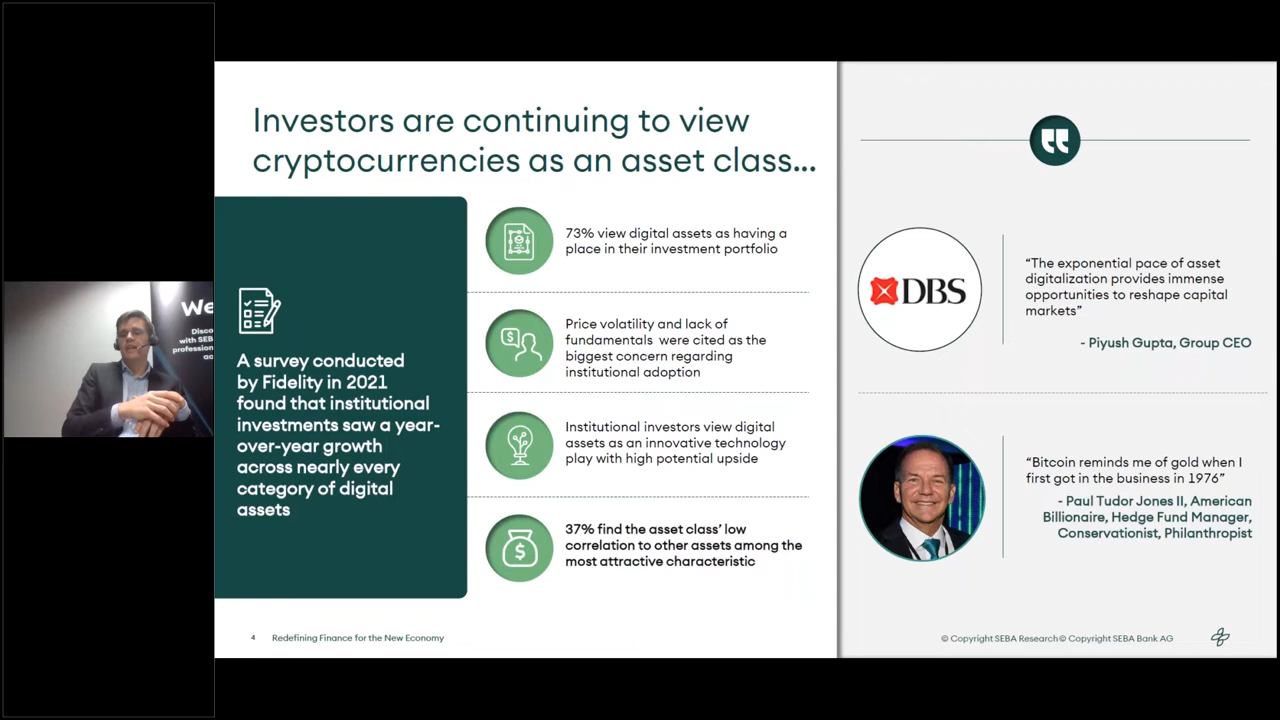 Investors are continuing to view
cryptocurrencies as an asset class...
A survey conducted
by Fidelity in 2021
found that institutional
investments saw a year-
over-year growth
across nearly every
category of digital
assets
73% view digital assets as having a
place in their investment portfolio
Price volatility and lack of
fundamentals were cited as the
biggest concern regarding
institutional adoption
Institutional investors view digital
assets as an innovative technology
play with high potential upside
37% find the asset class' low
correlation to other assets among the
most attractive characteristic
DBS
“The exponential pace of asset
digitalization provides immense
opportunities to reshape capital
markets”
- Piyush Gupta, Group CEO
“Bitcoin reminds me of gold when I
first got in the business in 1976”
- Paul Tudor Jones II, American
Billionaire, Hedge Fund Manager,
Conservationist, Philanthropist
4 Redefining Finance for the New Economy
© Copyright SEBA Research© Copyright SEBA Bank AG
We
Disco
with SEB
profession